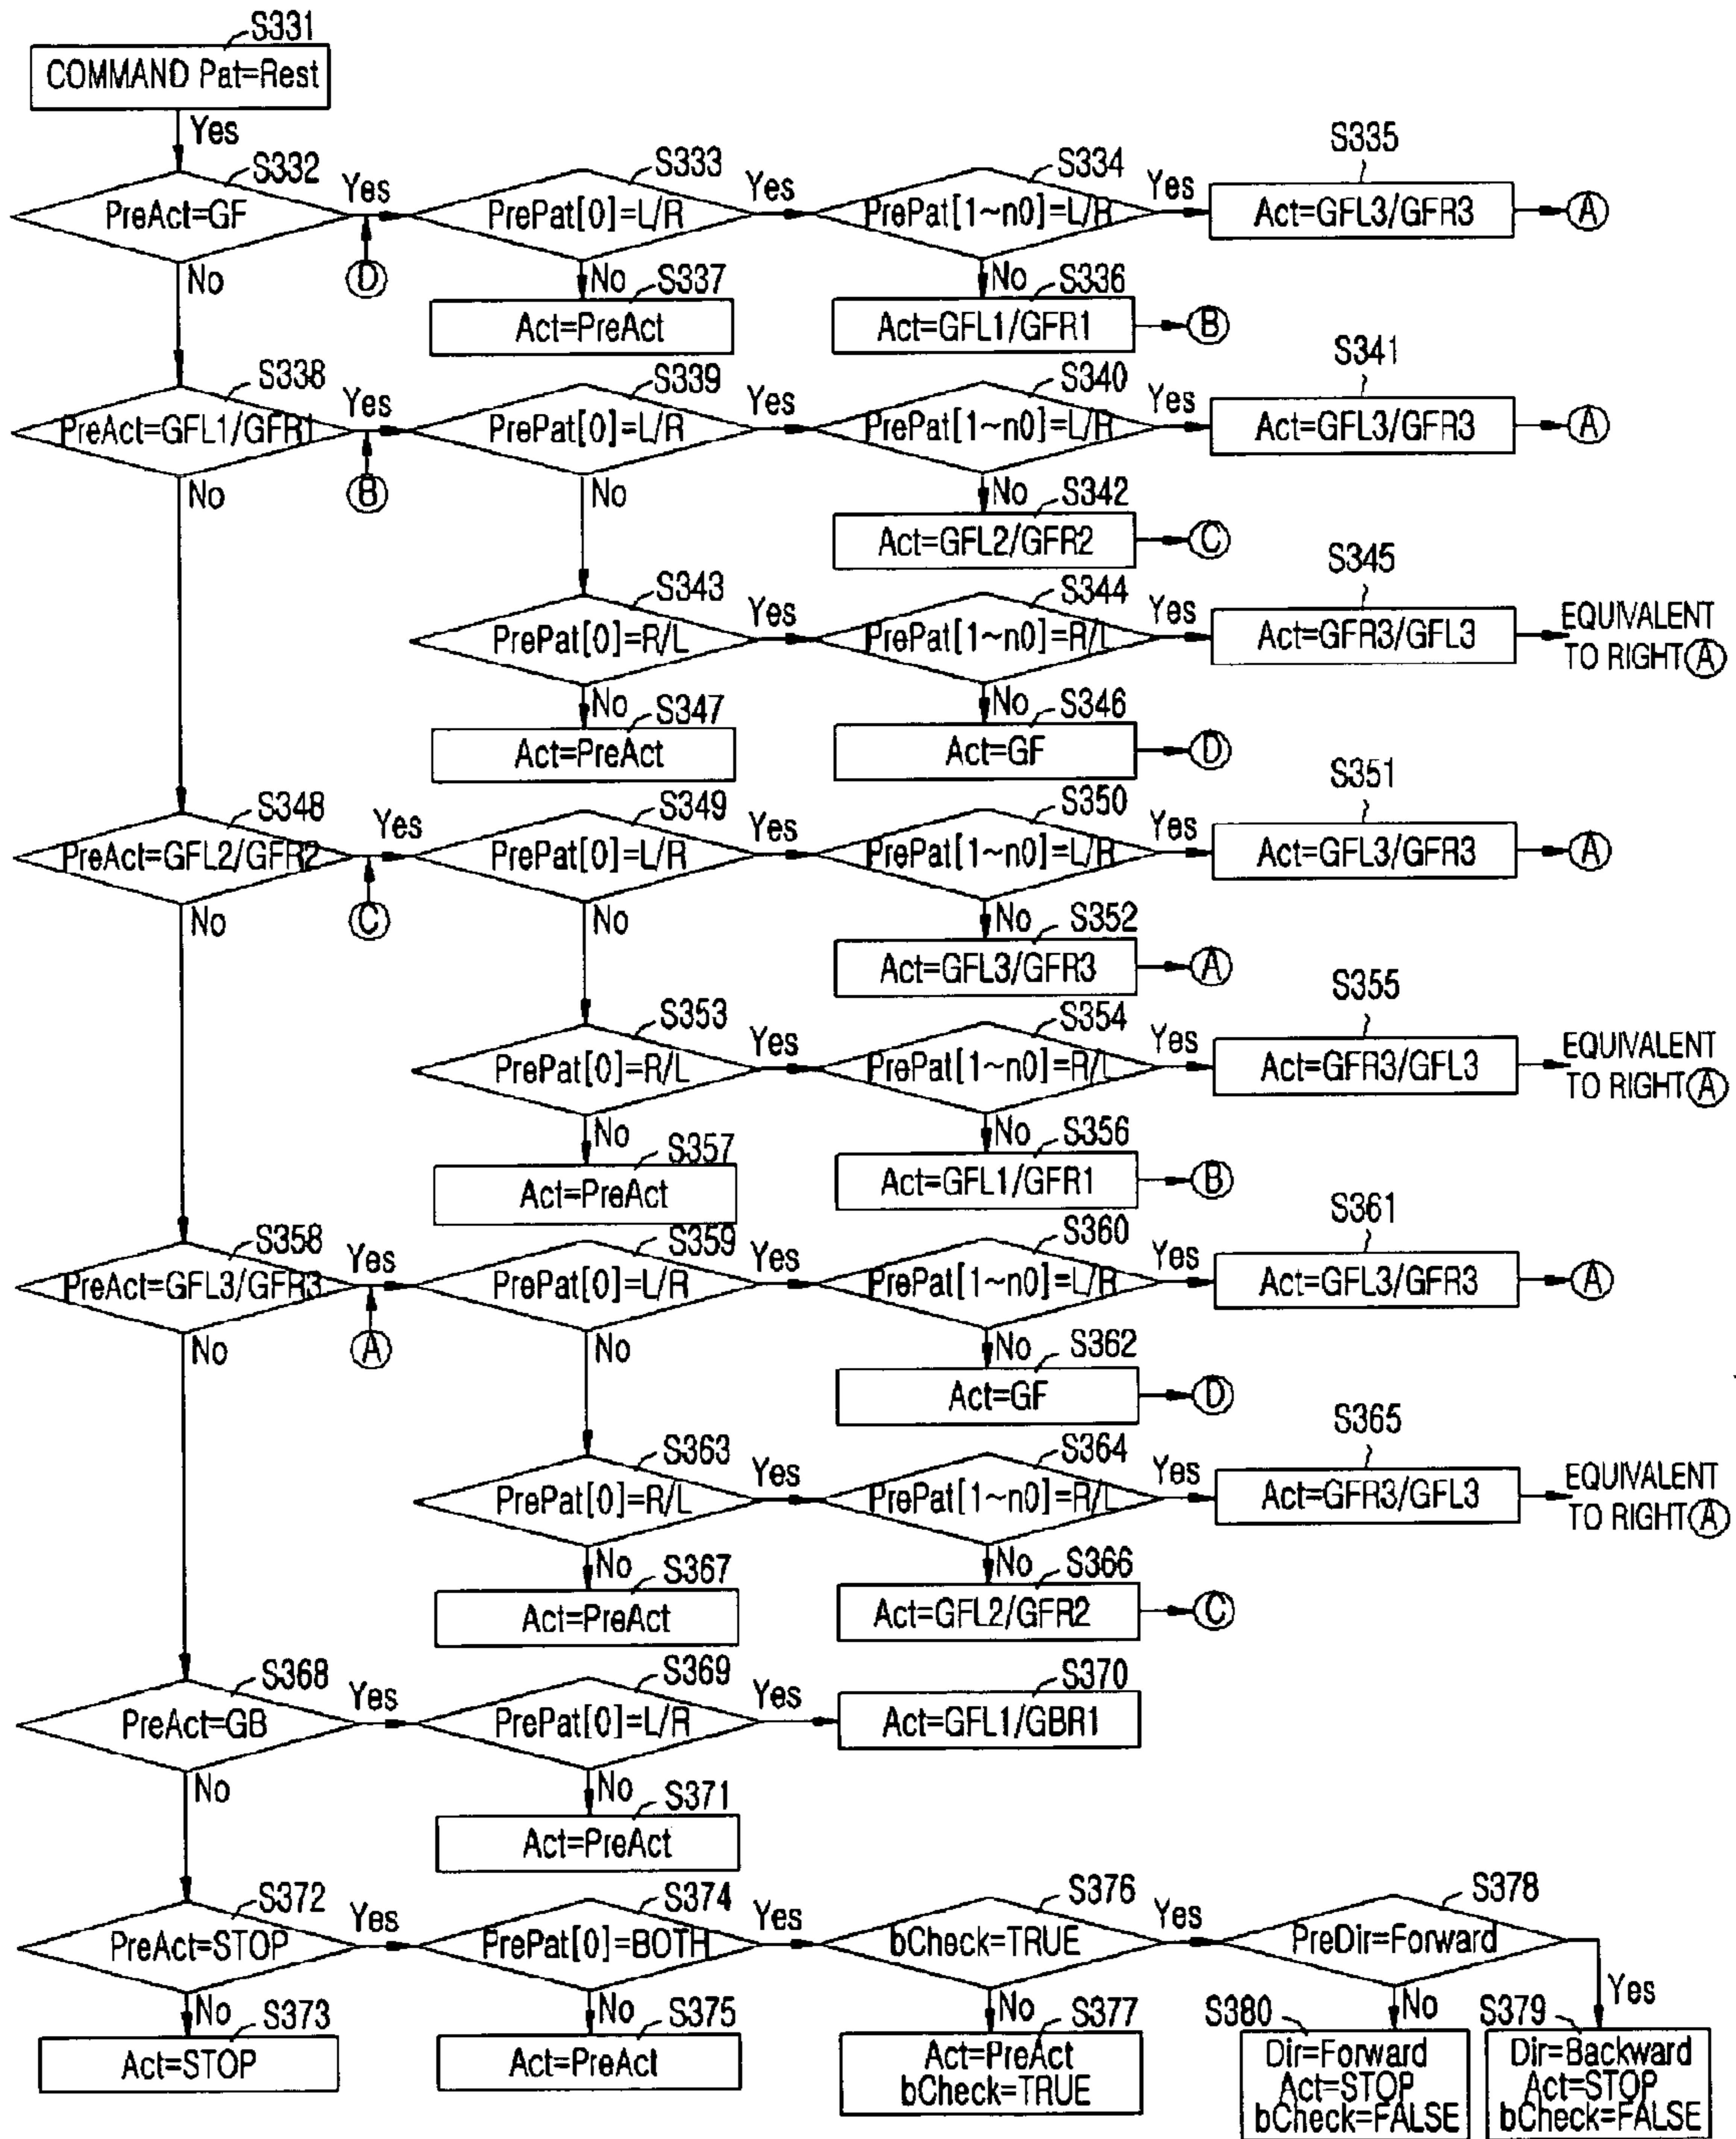 S331
COMMAND Pat=Rest
Yes
S332
PreAct=GF
Yes
D
No
S333
PrePat[0]=L/R
Yes
No
S334
PrePat[1~n0]=L/R
Yes
No
S335
Act=GFL3/GFR3
A
S337
Act=PreAct
S336
Act=GFL1/GFR1
B
S338
PreAct=GFL1/GFR1
Yes
B
No
S339
PrePat[0]=L/R
Yes
No
S340
PrePat[1~n0]=L/R
Yes
No
S341
Act=GFL3/GFR3
A
S342
Act=GFL2/GFR2
C
S343
PrePat[0]=R/L
Yes
No
S344
PrePat[1~n0]=R/L
Yes
No
S345
Act=GFR3/GFL3
EQUIVALENT
TO RIGHT A
S347
Act=PreAct
S346
Act=GF
D
S348
PreAct=GFL2/GFR2
Yes
C
No
S349
PrePat[0]=L/R
Yes
No
S350
PrePat[1~n0]=L/R
Yes
No
S351
Act=GFL3/GFR3
A
S352
Act=GFL3/GFR3
A
S353
PrePat[0]=R/L
Yes
No
S354
PrePat[1~n0]=R/L
Yes
No
S355
Act=GFR3/GFL3
EQUIVALENT
TO RIGHT A
S357
Act=PreAct
S356
Act=GFL1/GFR1
B
S358
PreAct=GFL3/GFR3
Yes
A
No
S359
PrePat[0]=L/R
Yes
No
S360
PrePat[1~n0]=L/R
Yes
No
S361
Act=GFL3/GFR3
A
S362
Act=GF
D
S363
PrePat[0]=R/L
Yes
No
S364
PrePat[1~n0]=R/L
Yes
No
S365
Act=GFR3/GFL3
EQUIVALENT
TO RIGHT A
S367
Act=PreAct
S366
Act=GFL2/GFR2
C
S368
PreAct=GB
Yes
No
S369
PrePat[0]=L/R
Yes
No
S370
Act=GFL1/GBR1
S371
Act=PreAct
S372
PreAct=STOP
Yes
No
S374
PrePat[0]=BOTH
Yes
No
S376
bCheck=TRUE
Yes
No
S378
PreDir=Forward
No
Yes
S373
Act=STOP
S375
Act=PreAct
S377
Act=PreAct
bCheck=TRUE
S380
Dir=Forward
Act=STOP
bCheck=FALSE
S379
Dir=Backward
Act=STOP
bCheck=FALSE